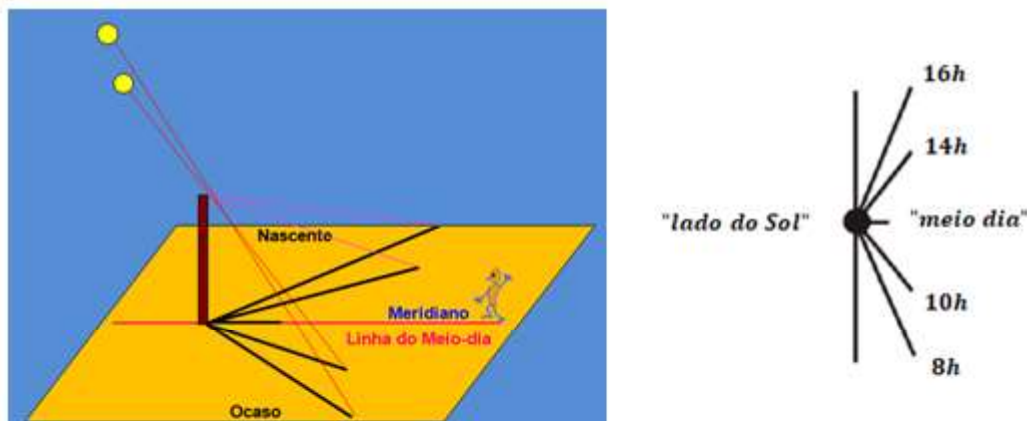 Nascente
Meridiano
Linha do Meio-dia
Ocaso
16h
14h
"lado do Sol"
"meio dia"
10h
8h